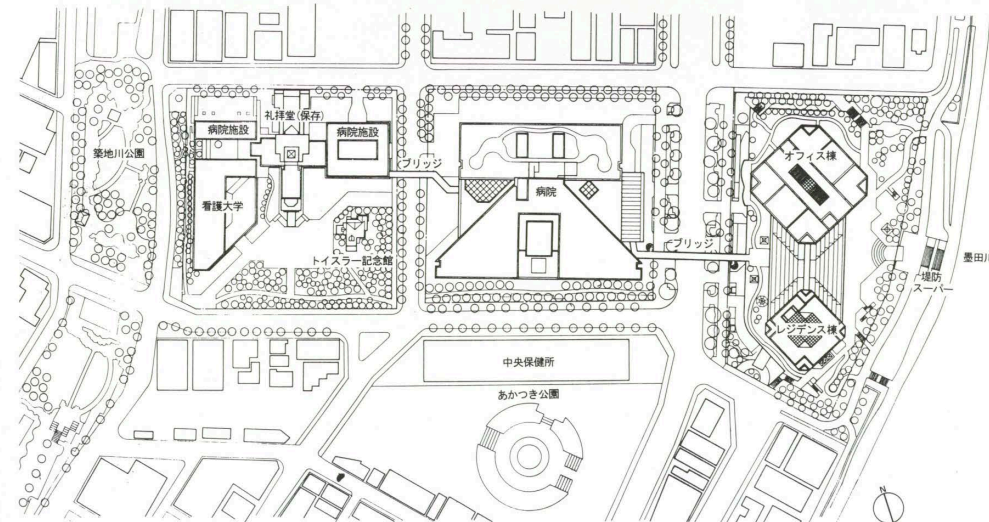 礼拝堂(保存)
病院施設
病院施設
築地川公園
ブリッジ
看護大学
病院
トイスラー記念館
オフィス棟
ブリッジ
墨田川
堤防
スーパー
レジデンス棟
中央保健所
あかつき公園
N